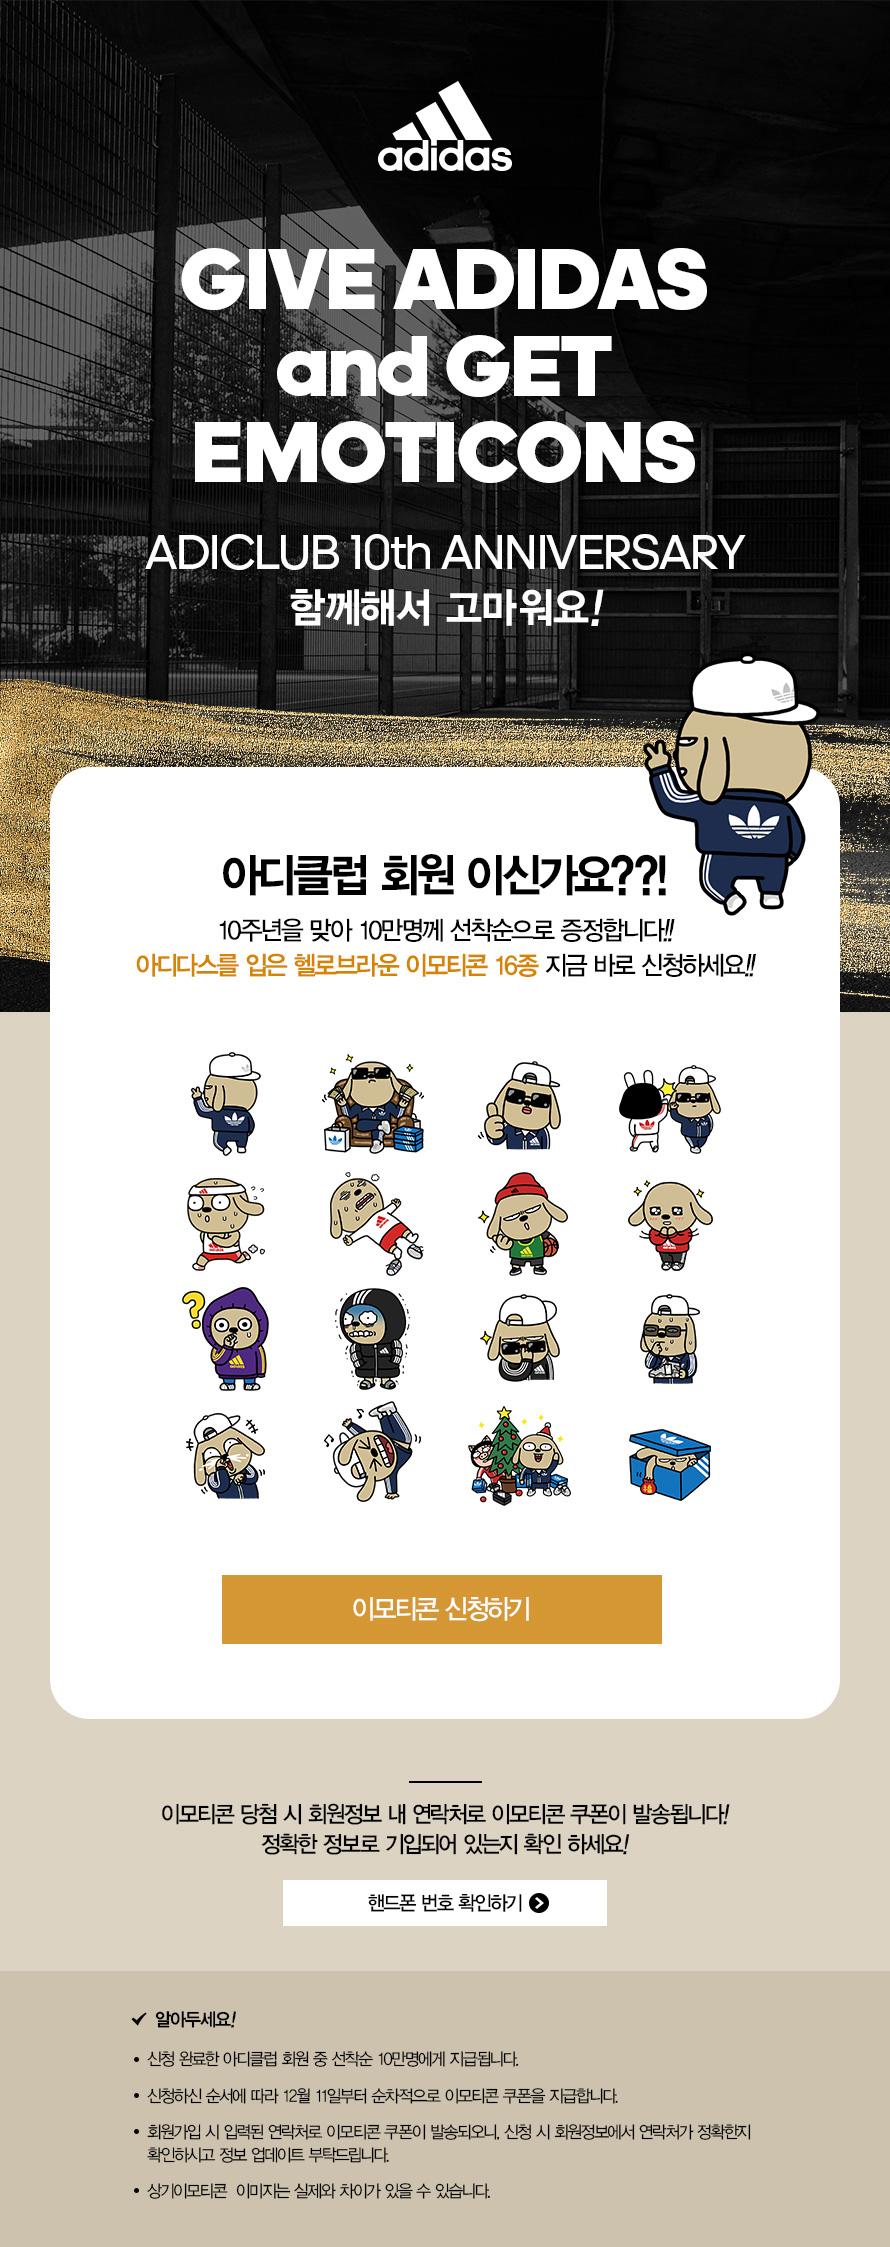 adidas
GIVE ADIDAS
and GET
EMOTICONS
ADICLUB 10th ANNIVERSARY
함께해서 고마워요!
아디클럽 회원 이신가요??!
10주년을 맞아 10만명께 선착순으로 증정합니다!!
아디다스를 입은 헬로브라운 이모티콘 16종 지금 바로 신청하세요!!
이모티콘 신청하기
이모티콘 당첨 시 회원정보 내 연락처로 이모티콘 쿠폰이 발송됩니다!
정확한 정보로 기입되어 있는지 확인 하세요!
핸드폰 번호 확인하기
알아두세요!
• 신청 완료한 아디클럽 회원 중 선착순 10만명에게 지급됩니다.
• 신청하신 순서에 따라 12월 11일부터 순차적으로 이모티콘 쿠폰을 지급합니다.
• 회원가입 시 입력된 연락처로 이모티콘 쿠폰이 발송되오니, 신청 시 회원정보에서 연락처가 정확한지
확인하시고 정보 업데이트 부탁드립니다.
• 상기이모티콘 이미지는 실제와 차이가 있을 수 있습니다.